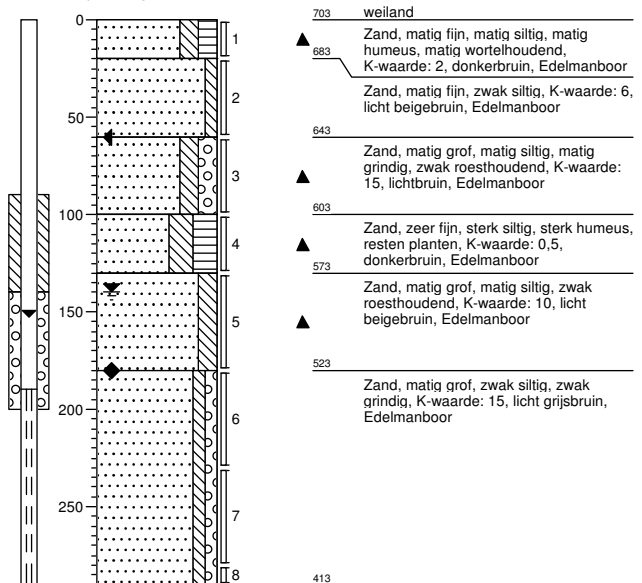 0
50
100
150
200
250
1
2
3
4
5
6
7
8
703 weiland
Zand, matig fijn, matig siltig, matig
humeus, matig wortelhoudend,
K-waarde: 2, donkerbruin, Edelmanboor
683
Zand, matig fijn, zwak siltig, K-waarde: 6,
licht beigebruin, Edelmanboor
643
Zand, matig grof, matig siltig, matig
grindig, zwak roesthoudend, K-waarde:
15, lichtbruin, Edelmanboor
603
Zand, zeer fijn, sterk siltig, sterk humeus,
resten planten, K-waarde: 0,5,
donkerbruin, Edelmanboor
573
Zand, matig grof, matig siltig, zwak
roesthoudend, K-waarde: 10, licht
beigebruin, Edelmanboor
523
Zand, matig grof, zwak siltig, zwak
grindig, K-waarde: 15, licht grijsbruin,
Edelmanboor
413